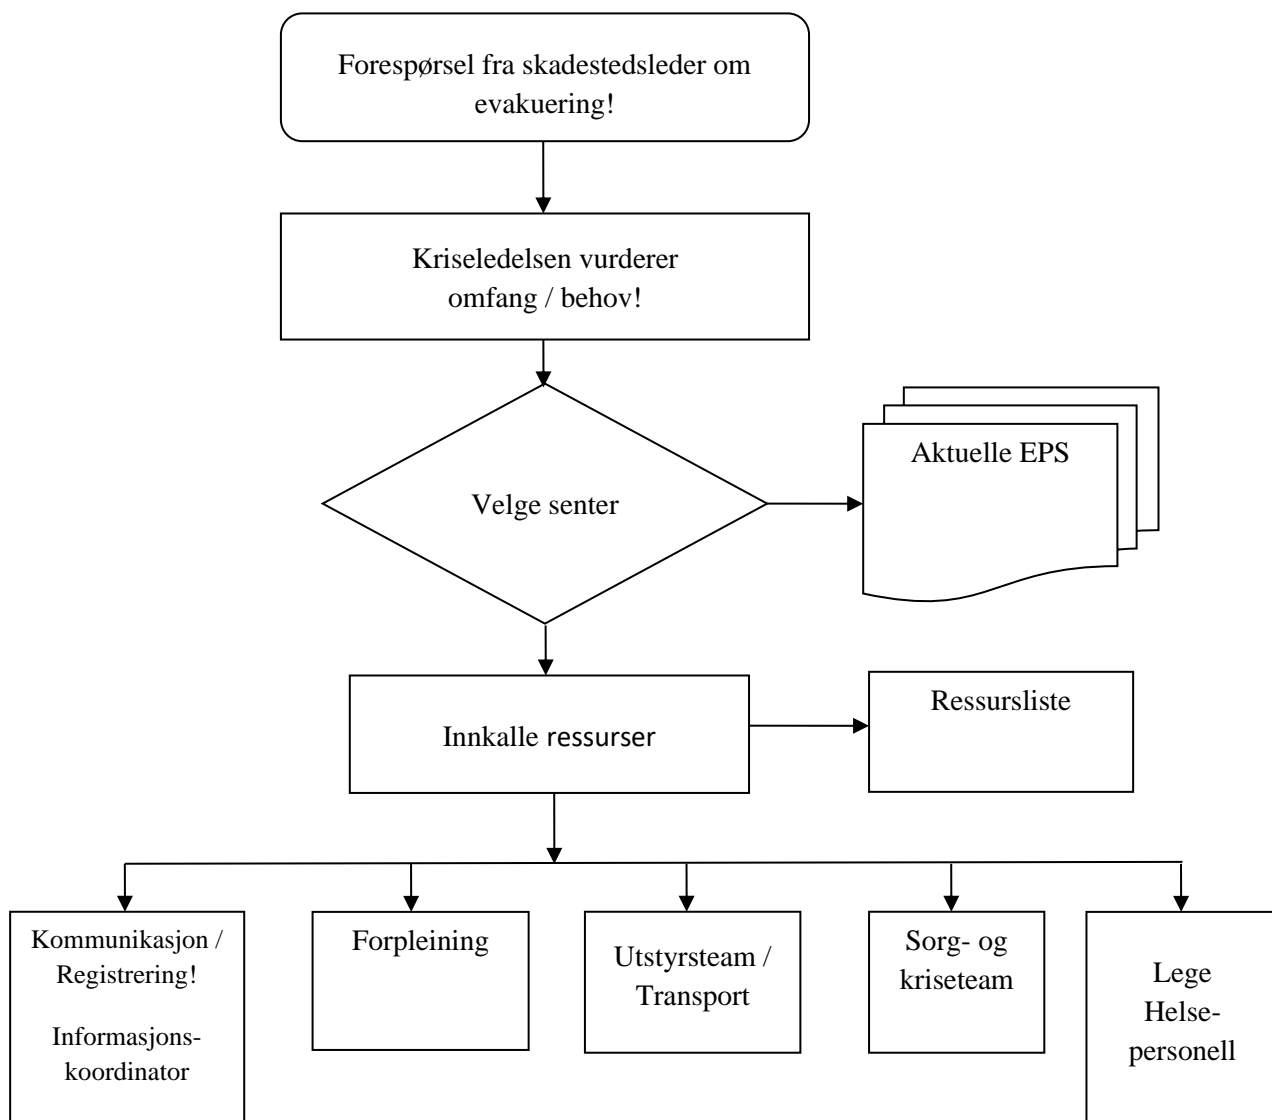 Forespørsel fra skadestedsleder om
evakuering!
Kriseledelsen vurderer
omfang / behov!
Aktuelle EPS
Velge senter
Ressursliste
Innkalle ressurser
Kommunikasjon /
Registrering!
Informasjons-
koordinator
Forpleining
Utstyrsteam /
Transport
Sorg- og
kriseteam
Lege
Helse-
personell